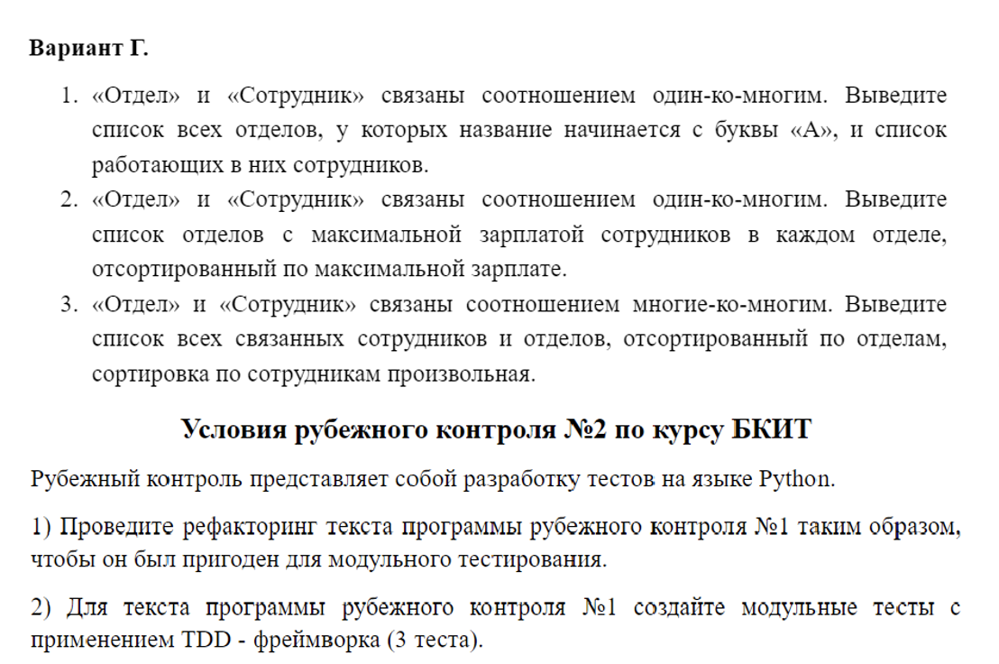 Вариант Г.
1. «Отдел» и «Сотрудник» связаны соотношением один-ко-многим. Выведите
список всех отделов, у которых название начинается с буквы «А», и список
работающих в них сотрудников.
2. «Отдел» и «Сотрудник» связаны соотношением один-ко-многим. Выведите
список отделов с максимальной зарплатой сотрудников в каждом отделе,
отсортированный по максимальной зарплате.
3. «Отдел» и «Сотрудник» связаны соотношением многие-ко-многим. Выведите
список всех связанных сотрудников и отделов, отсортированный по отделам,
сортировка по сотрудникам произвольная.
Условия рубежного контроля №2 по курсу БКИТ
Рубежный контроль представляет собой разработку тестов на языке Python.
1) Проведите рефакторинг текста программы рубежного контроля №1 таким образом,
чтобы он был пригоден для модульного тестирования.
2) Для текста программы рубежного контроля №1 создайте модульные тесты с
применением TDD - фреймворка (3 теста).